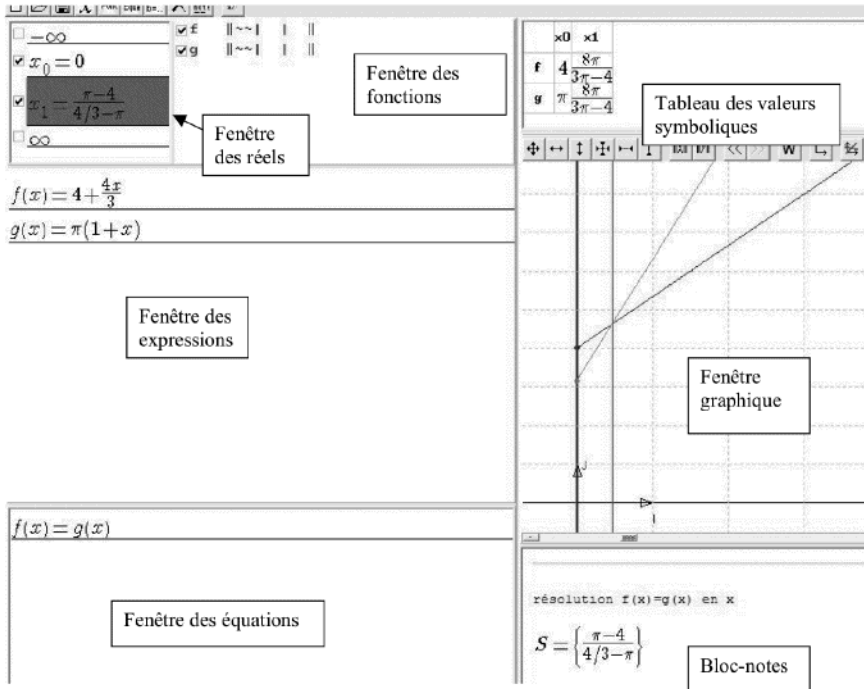 −∞
x₀ = 0
x₁ = (π−4)/(4/3−π)
∞
f
g
Fenêtre des
fonctions
Fenêtre
des réels
f(x) = 4 + 4x/3
g(x) = π(1+x)
Fenêtre des
expressions
f(x) = g(x)
Fenêtre des équations
x0 x1
f 4 8π/(3π−4)
g π 8π/(3π−4)
Tableau des valeurs
symboliques
W
Fenêtre
graphique
J
I
résolution f(x)=g(x) en x
S = {(π−4)/(4/3−π)}
Bloc-notes